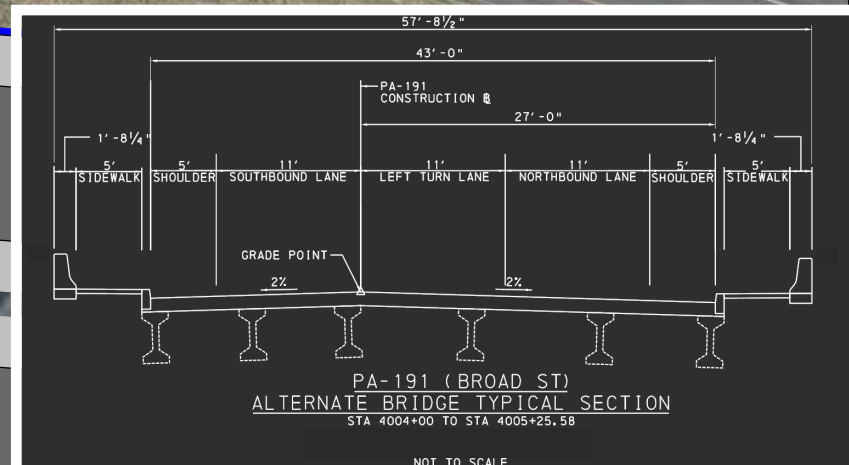 57'-8½"
43'-0"
PA-191
CONSTRUCTION ℄
27'-0"
1'-8¼"
1'-8¼"
5' 5' 11' 11' 11' 5' 5'
SIDEWALK SHOULDER SOUTHBOUND LANE LEFT TURN LANE NORTHBOUND LANE SHOULDER SIDEWALK
GRADE POINT
2% 2%
PA-191 (BROAD ST)
ALTERNATE BRIDGE TYPICAL SECTION
STA 4004+00 TO STA 4005+25.58
NOT TO SCALE